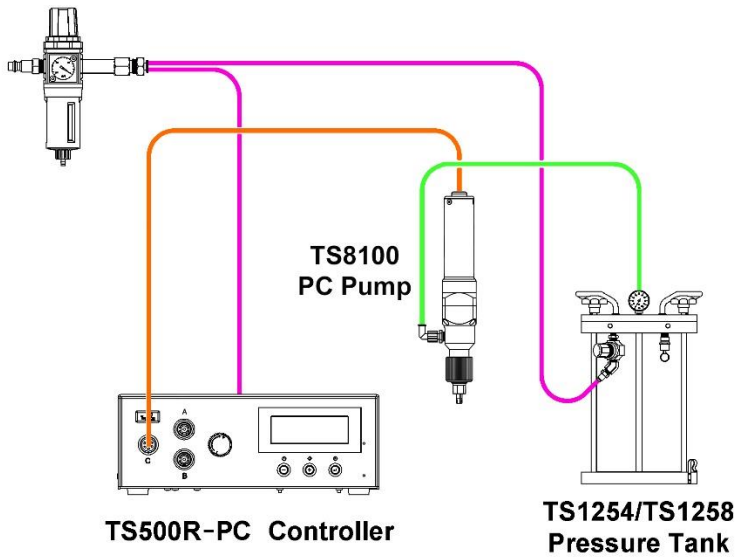 TS8100
PC Pump
A
C
B
TS500R-PC Controller
TS1254/TS1258
Pressure Tank